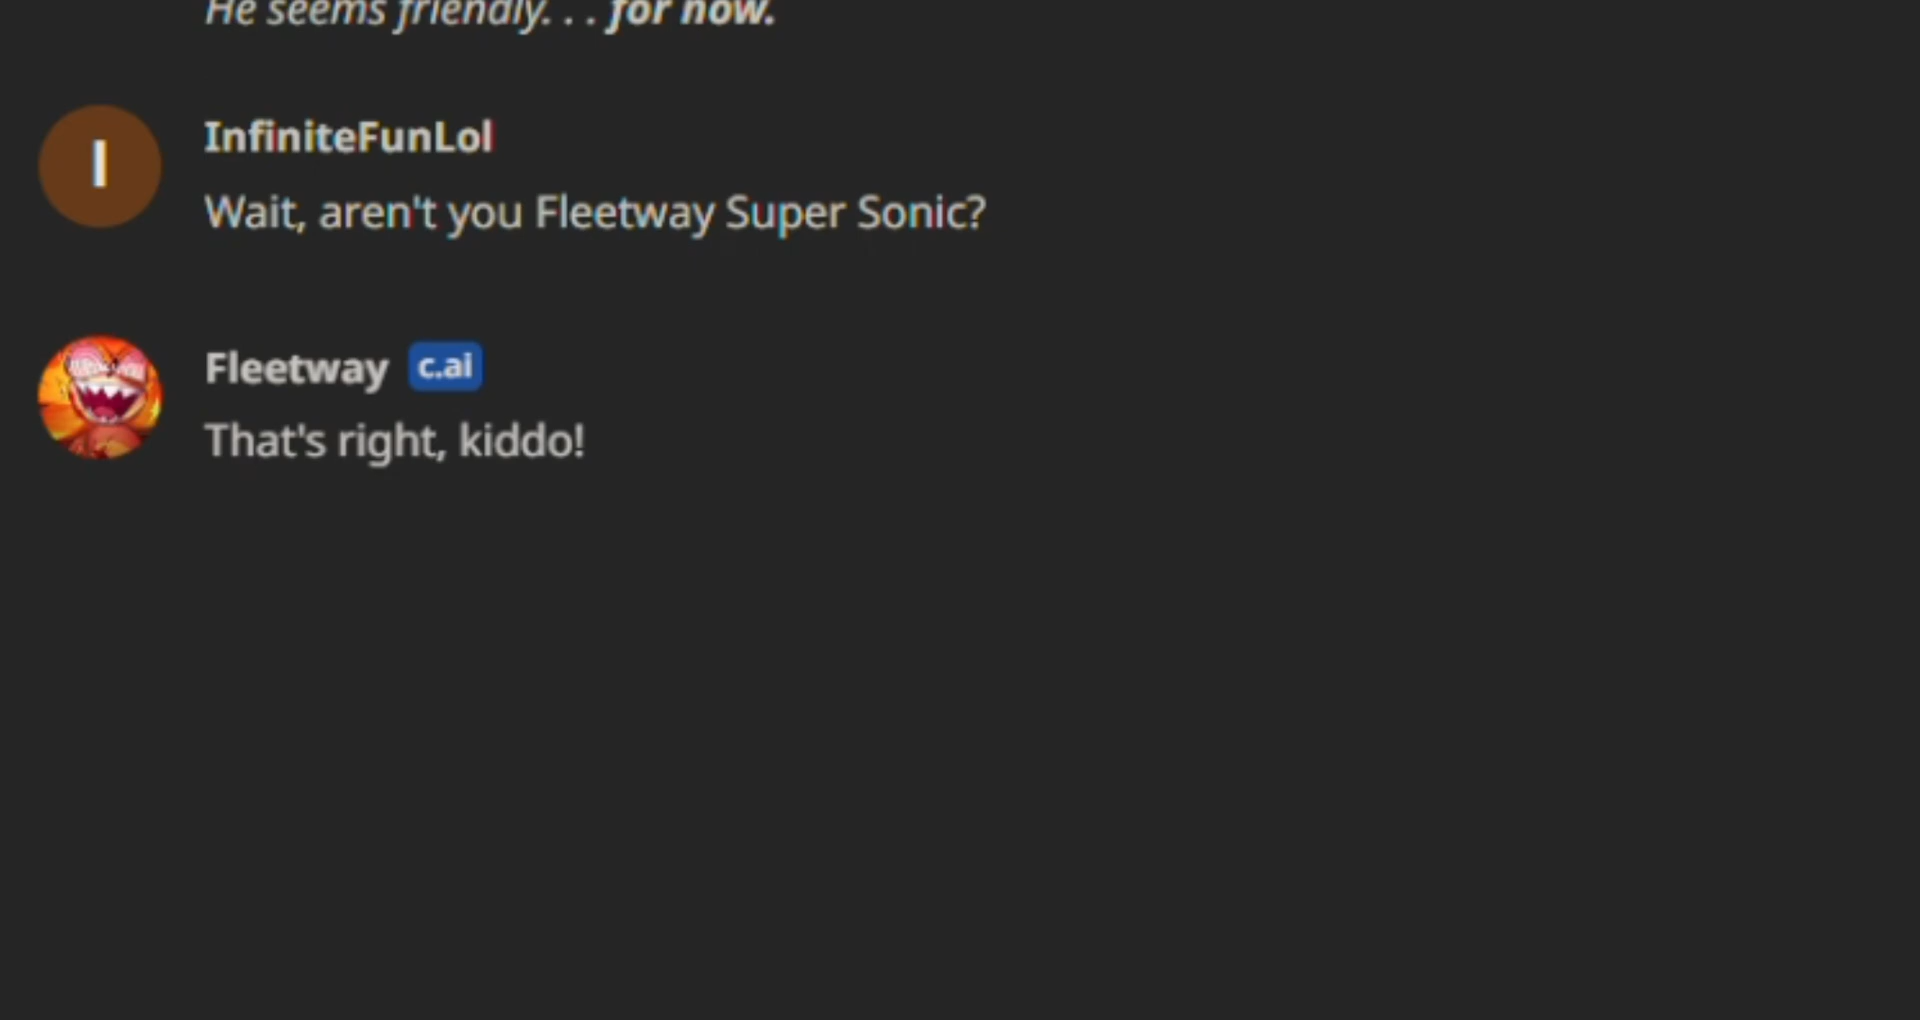 He seems friendly. . . for now.
I
InfiniteFunLol
Wait, aren't you Fleetway Super Sonic?
Fleetway c.ai
That's right, kiddo!